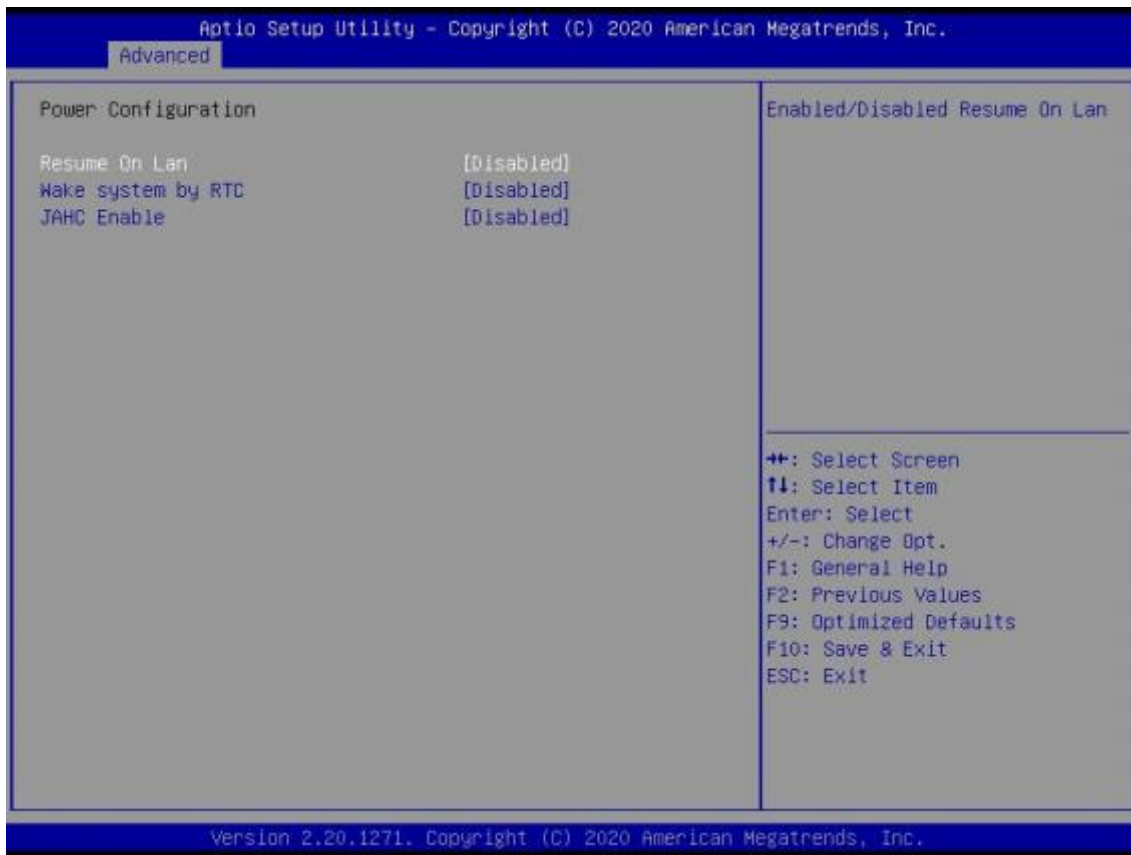 Aptio Setup Utility – Copyright (C) 2020 American Megatrends, Inc.
Advanced
Power Configuration
Resume On Lan [Disabled]
Wake system by RTC [Disabled]
JAHC Enable [Disabled]
Enabled/Disabled Resume On Lan
→←: Select Screen
↑↓: Select Item
Enter: Select
+/-: Change Opt.
F1: General Help
F2: Previous Values
F9: Optimized Defaults
F10: Save & Exit
ESC: Exit
Version 2.20.1271. Copyright (C) 2020 American Megatrends, Inc.